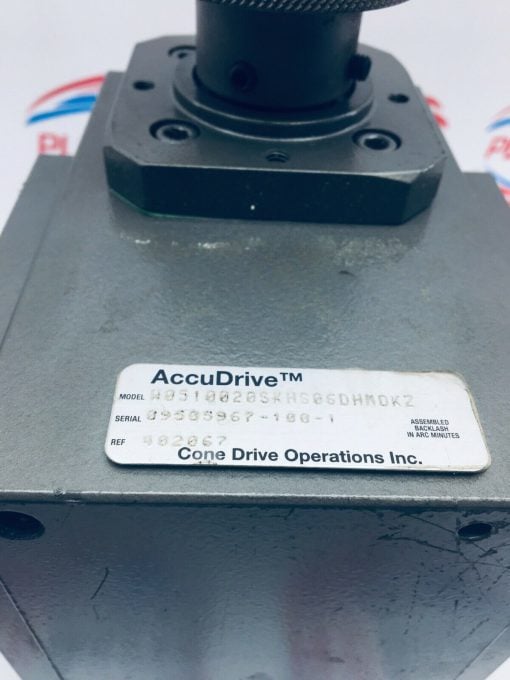 AccuDrive™
MODEL W0510020SKHS06DHMDKZ
SERIAL 09505967-100-1
REF 402067
ASSEMBLED
BACKLASH
IN ARC MINUTES
Cone Drive Operations Inc.